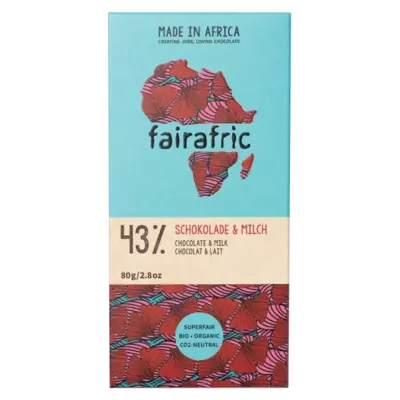 MADE IN AFRICA
CREATING JOBS, LOVING CHOCOLATE
fairafric
43%
SCHOKOLADE & MILCH
CHOCOLATE & MILK
CHOCOLAT & LAIT
80g/2.8oz
SUPERFAIR
BIO • ORGANIC
CO2-NEUTRAL